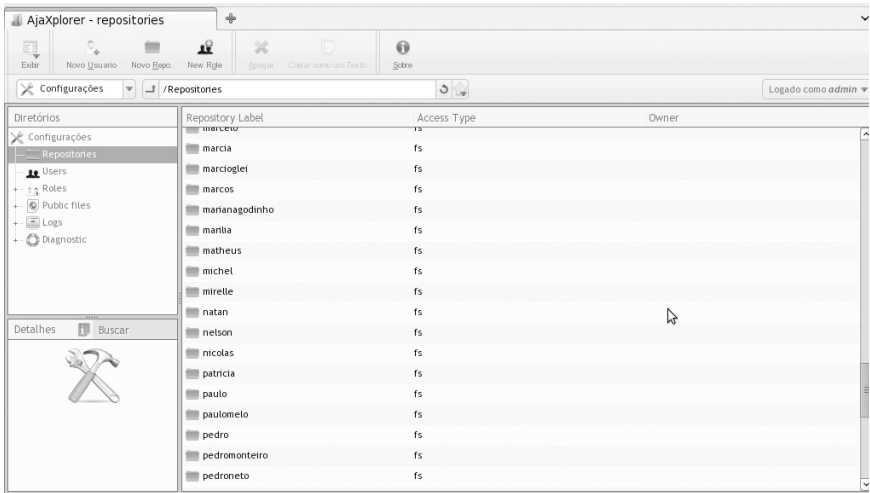 AjaXplorer - repositories
Exibir
Novo Usuario
Novo Repo.
New Role
Apagar
Copiar como um Texto
Sobre
Configurações
/Repositories
Logado como admin
Diretórios
Configurações
Repositories
Users
Roles
Public files
Logs
Diagnostic
Detalhes
Buscar
Repository Label Access Type Owner
marcelo fs
marcia fs
marcioglei fs
marcos fs
marianagodinho fs
marilia fs
matheus fs
michel fs
mirelle fs
natan fs
nelson fs
nicolas fs
patricia fs
paulo fs
paulomelo fs
pedro fs
pedromonteiro fs
pedroneto fs